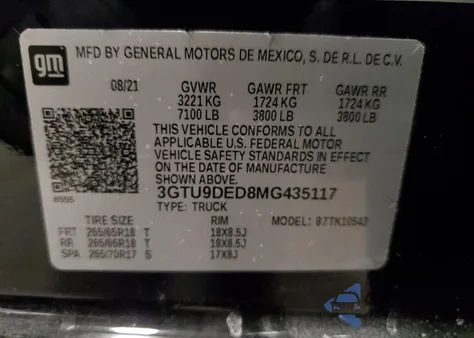 gm
MFD BY GENERAL MOTORS DE MEXICO, S. DE R.L. DE C.V.
08/21 GVWR GAWR FRT GAWR RR
3221 KG 1724 KG 1724 KG
7100 LB 3800 LB 3800 LB
THIS VEHICLE CONFORMS TO ALL
APPLICABLE U.S. FEDERAL MOTOR
VEHICLE SAFETY STANDARDS IN EFFECT
ON THE DATE OF MANUFACTURE
SHOWN ABOVE.
3GTU9DED8MG435117
8555 TYPE: TRUCK
TIRE SIZE RIM MODEL: 87TK10543
FRT 265/65R18 T 18X8.5J
RR 265/65R18 T 18X8.5J
SPA 265/70R17 S 17X8J